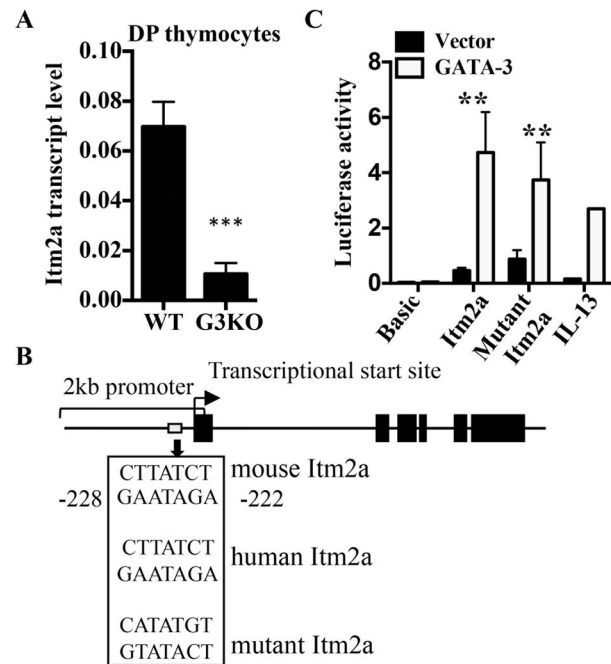 A
DP thymocytes
Itm2a transcript level
0.10
0.08
0.06
0.04
0.02
0.00
***
WT G3KO
C
Vector
GATA-3
Luciferase activity
8
6
4
2
0
**
**
Basic
Itm2a
Mutant
Itm2a
IL-13
B
2kb promoter
Transcriptional start site
CTTATCT
GAATAGA
mouse Itm2a
-228
-222
CTTATCT
GAATAGA
human Itm2a
CATATGT
GTATACT
mutant Itm2a